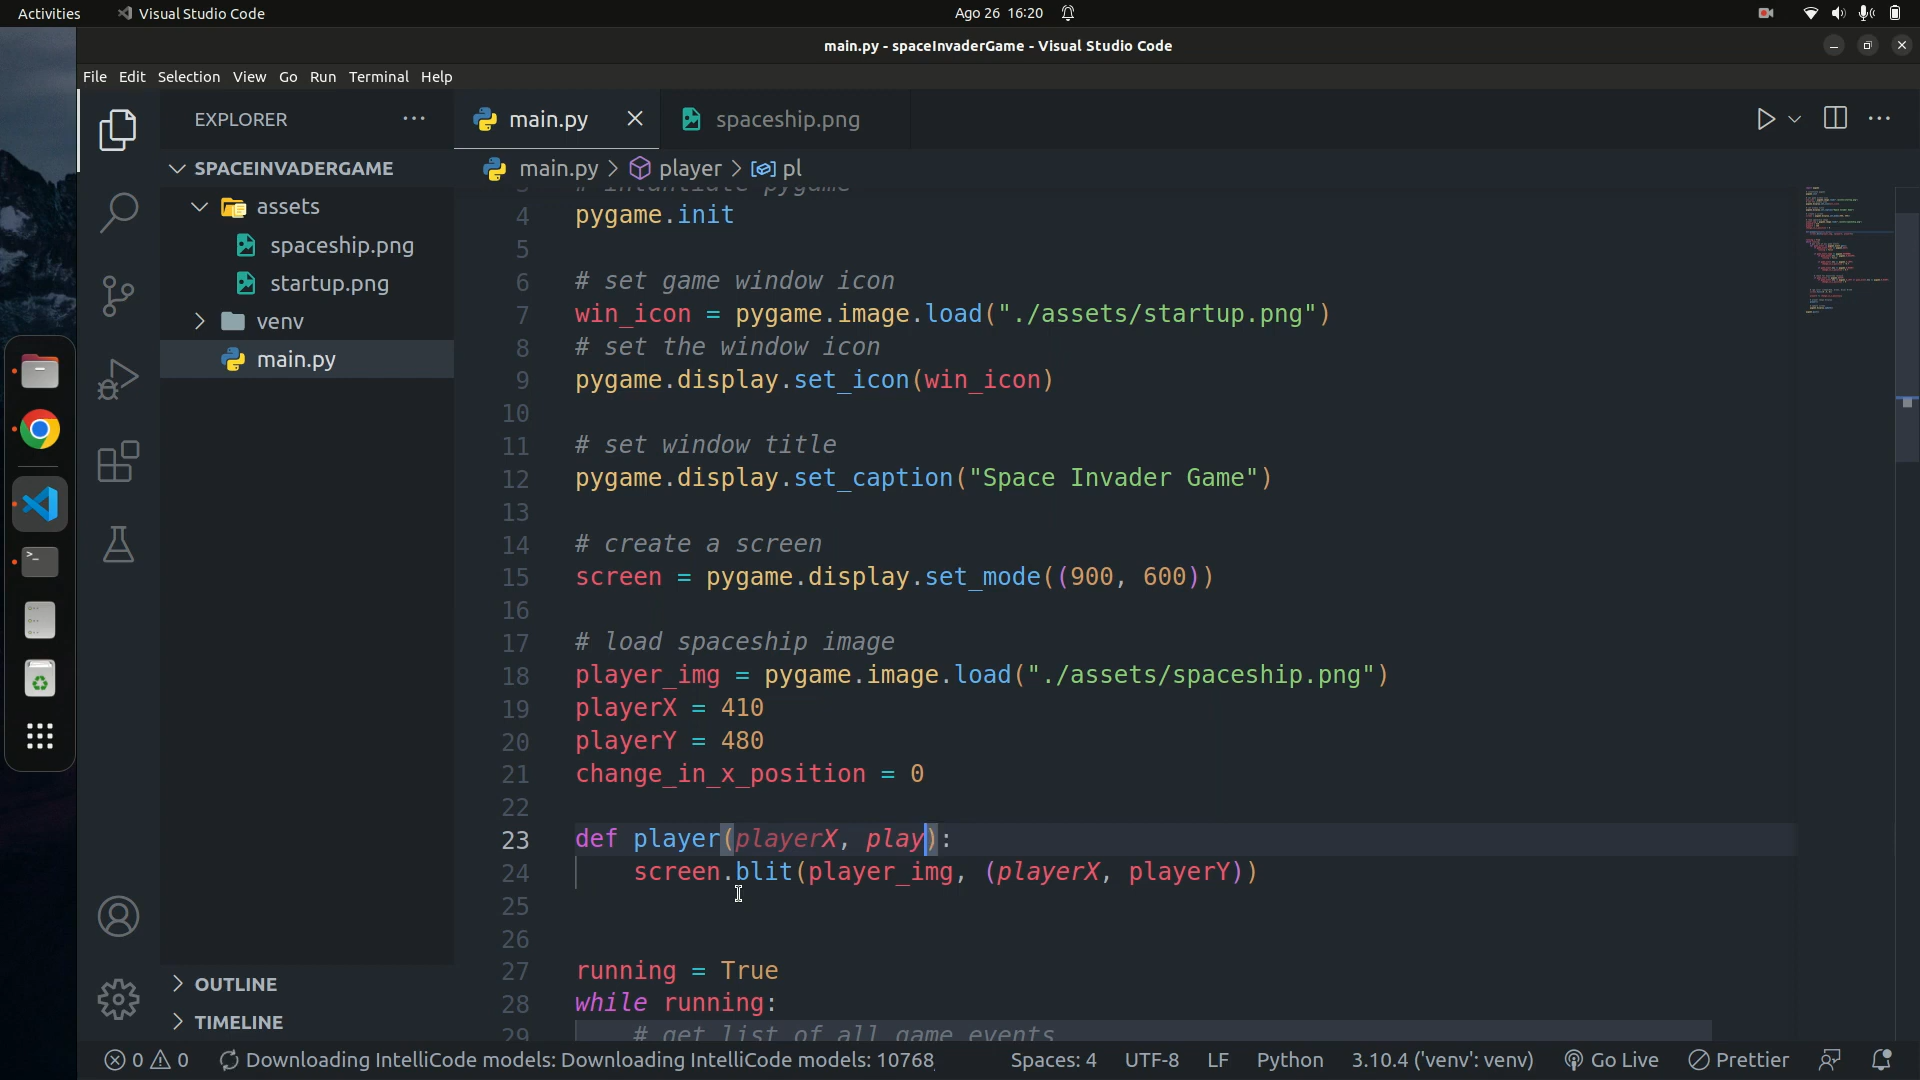 Activities
Visual Studio Code
Ago 26 16:20
main.py - spaceInvaderGame - Visual Studio Code
File Edit Selection View Go Run Terminal Help
EXPLORER
main.py
spaceship.png
SPACEINVADERGAME
main.py > player > pl
assets
spaceship.png
startup.png
venv
main.py
4 pygame.init
5
6 # set game window icon
7 win_icon = pygame.image.load("./assets/startup.png")
8 # set the window icon
9 pygame.display.set_icon(win_icon)
10
11 # set window title
12 pygame.display.set_caption("Space Invader Game")
13
14 # create a screen
15 screen = pygame.display.set_mode((900, 600))
16
17 # load spaceship image
18 player_img = pygame.image.load("./assets/spaceship.png")
19 playerX = 410
20 playerY = 480
21 change_in_x_position = 0
22
23 def player(playerX, play):
24 screen.blit(player_img, (playerX, playerY))
25
26
27 running = True
28 while running:
29 # get list of all game events
OUTLINE
TIMELINE
0 0 Downloading IntelliCode models: Downloading IntelliCode models: 10768 Spaces: 4 UTF-8 LF Python 3.10.4 ('venv': venv) Go Live Prettier